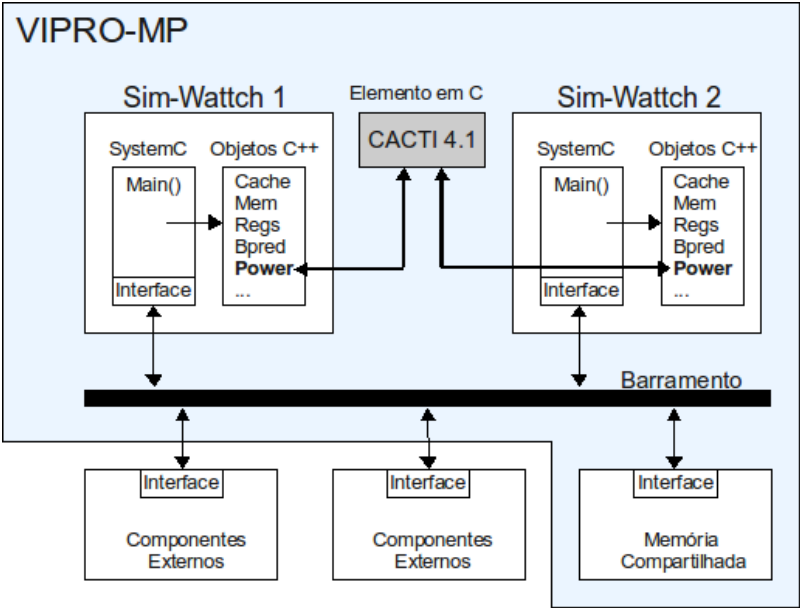 VIPRO-MP
Sim-Wattch 1
Elemento em C
CACTI 4.1
Sim-Wattch 2
SystemC
Objetos C++
Main()
Interface
Cache
Mem
Regs
Bpred
Power
...
SystemC
Objetos C++
Main()
Interface
Cache
Mem
Regs
Bpred
Power
...
Barramento
Interface
Componentes
Externos
Interface
Componentes
Externos
Interface
Memória
Compartilhada